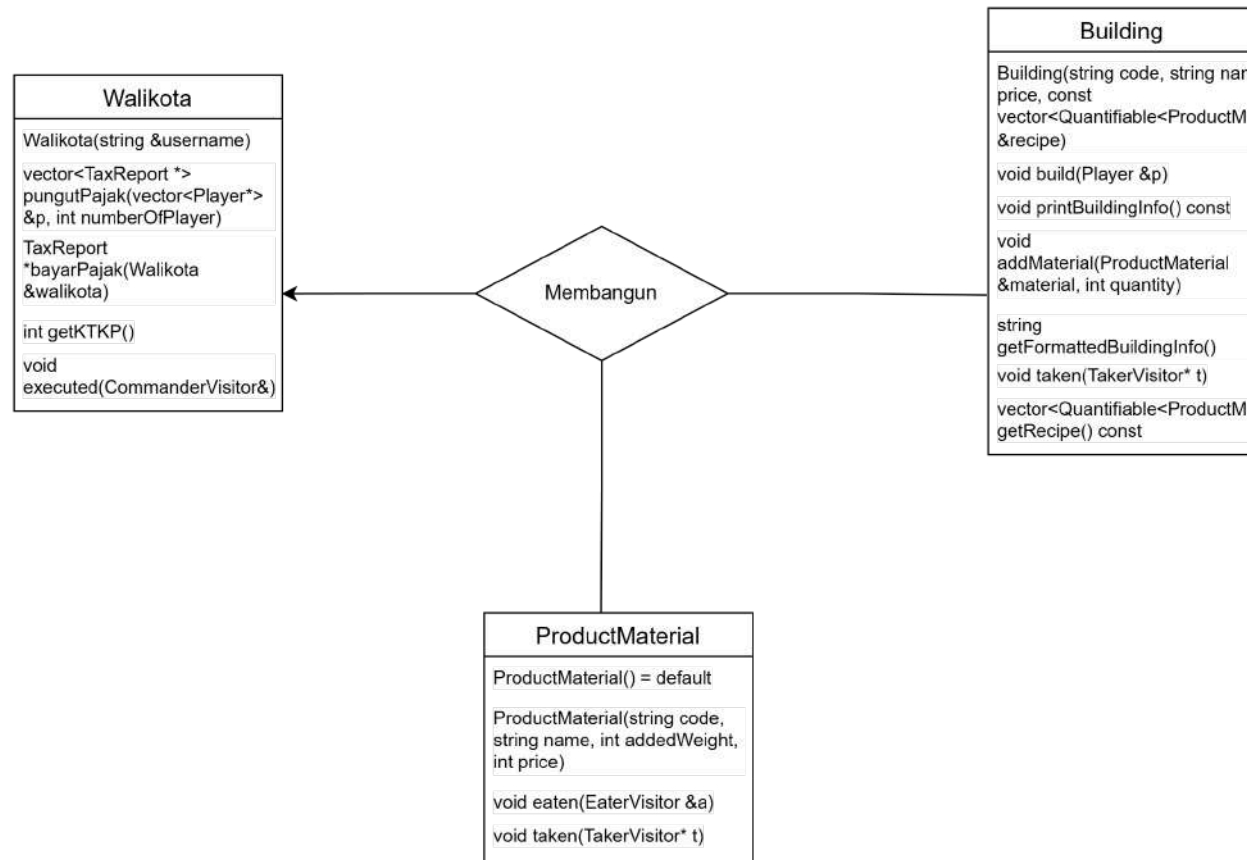 Walikota
Walikota(string &username)
vector<TaxReport *>
pungutPajak(vector<Player*>
&p, int numberOfPlayer)
TaxReport
*bayarPajak(Walikota
&walikota)
int getKTKP()
void
executed(CommanderVisitor&)
Membangun
Building
Building(string code, string
price, const
vector<Quantifiable<
&recipe)
void build(Player &p)
void printBuildingInfo() const
void
addMaterial(ProductMaterial
&material, int quantity)
string
getFormattedBuildingInfo()
void taken(TakerVisitor* t)
vector<Quantifiable<
getRecipe() const
ProductMaterial
ProductMaterial() = default
ProductMaterial(string code,
string name, int addedWeight,
int price)
void eaten(EaterVisitor &a)
void taken(TakerVisitor* t)